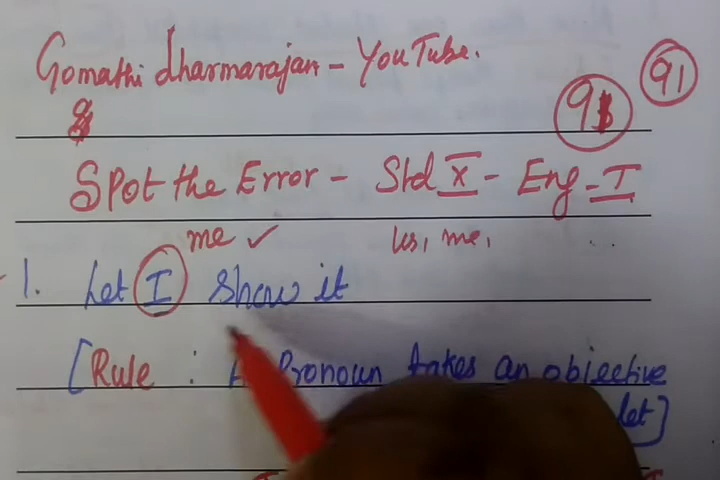 Gomathi dharmarajan - YouTube.
91
91
Spot the Error - Std X - Eng - I
me ✓ us, me,
1. Let I show it
[Rule : A Pronoun takes an objective
let]